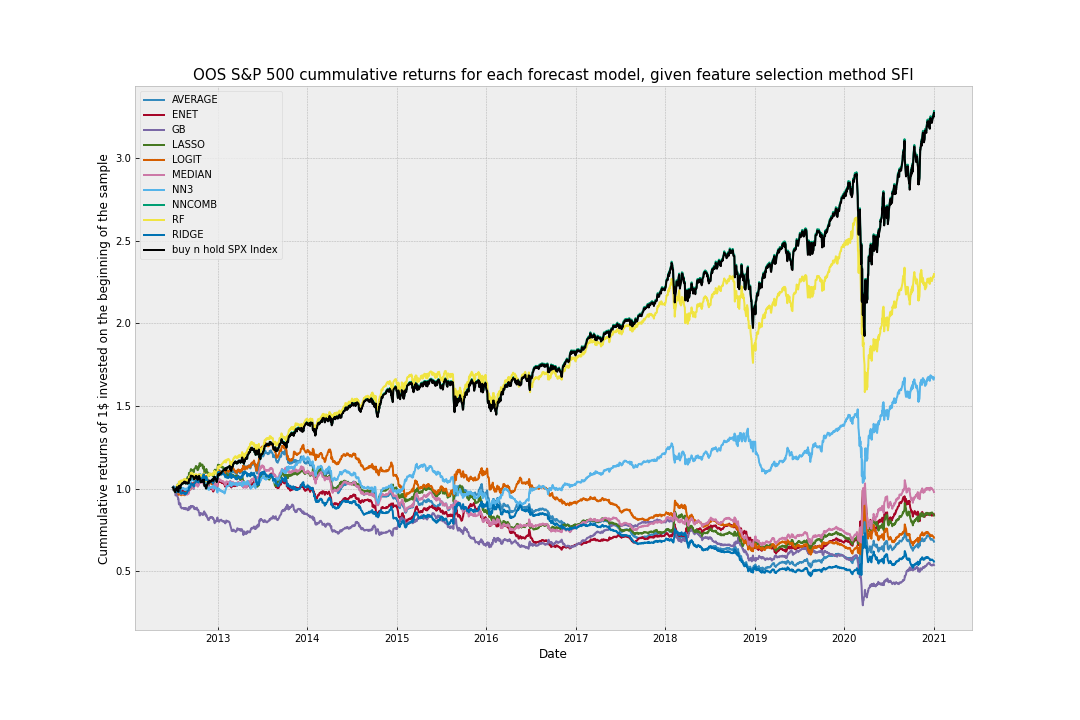 OOS S&P 500 cummulative returns for each forecast model, given feature selection method SFI
Cummulative returns of 1$ invested on the beginning of the sample
3.0
2.5
2.0
1.5
1.0
0.5
AVERAGE
ENET
GB
LASSO
LOGIT
MEDIAN
NN3
NNCOMB
RF
RIDGE
buy n hold SPX Index
2013 2014 2015 2016 2017 2018 2019 2020 2021
Date